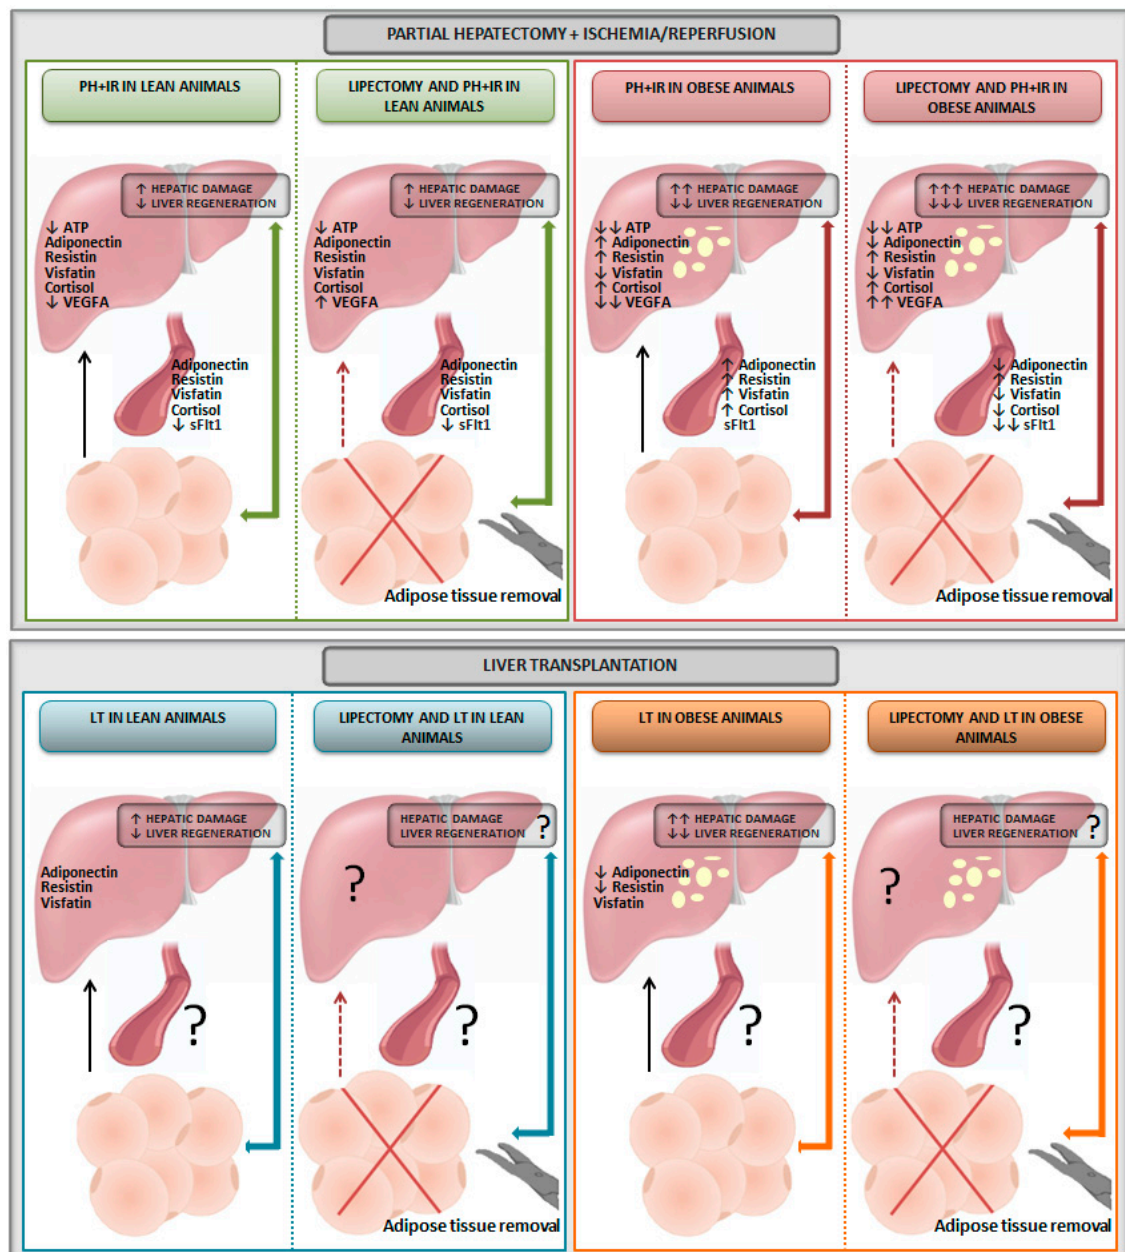 PARTIAL HEPATECTOMY + ISCHEMIA/REPERFUSION
PH+IR IN LEAN ANIMALS
↑ HEPATIC DAMAGE
↓ LIVER REGENERATION
↓ ATP
Adiponectin
Resistin
Visfatin
Cortisol
↓ VEGFA
Adiponectin
Resistin
Visfatin
Cortisol
↓ sFlt1
LIPECTOMY AND PH+IR IN
LEAN ANIMALS
↑ HEPATIC DAMAGE
↓ LIVER REGENERATION
↓ ATP
Adiponectin
Resistin
Visfatin
Cortisol
↑ VEGFA
Adiponectin
Resistin
Visfatin
Cortisol
↓ sFlt1
Adipose tissue removal
PH+IR IN OBESE ANIMALS
↑↑ HEPATIC DAMAGE
↓↓ LIVER REGENERATION
↓↓ ATP
↑ Adiponectin
↑ Resistin
↓ Visfatin
↑ Cortisol
↓↓ VEGFA
↑ Adiponectin
↑ Resistin
↑ Visfatin
↑ Cortisol
sFlt1
LIPECTOMY AND PH+IR IN
OBESE ANIMALS
↑↑↑ HEPATIC DAMAGE
↓↓↓ LIVER REGENERATION
↓↓ ATP
↓ Adiponectin
↑ Resistin
↓ Visfatin
↑ Cortisol
↑↑ VEGFA
↓ Adiponectin
↑ Resistin
↓ Visfatin
↓ Cortisol
↓↓ sFlt1
Adipose tissue removal
LIVER TRANSPLANTATION
LT IN LEAN ANIMALS
↑ HEPATIC DAMAGE
↓ LIVER REGENERATION
Adiponectin
Resistin
Visfatin
?
LIPECTOMY AND LT IN LEAN
ANIMALS
HEPATIC DAMAGE
LIVER REGENERATION ?
?
?
Adipose tissue removal
LT IN OBESE ANIMALS
↑↑ HEPATIC DAMAGE
↓↓ LIVER REGENERATION
↓ Adiponectin
↓ Resistin
Visfatin
?
LIPECTOMY AND LT IN OBESE
ANIMALS
HEPATIC DAMAGE
LIVER REGENERATION ?
?
?
Adipose tissue removal